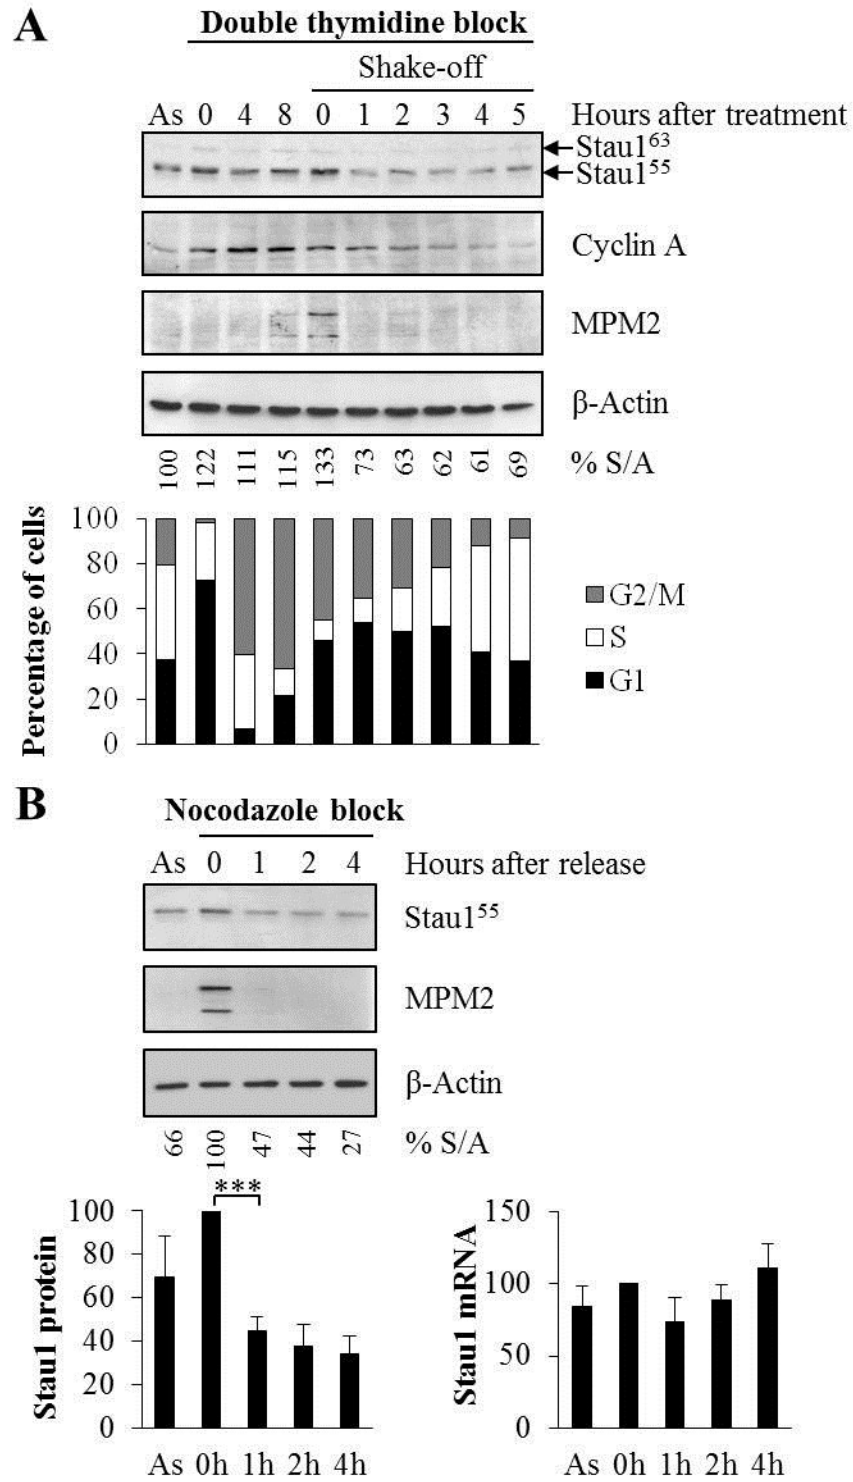 A
Double thymidine block
Shake-off
As 0 4 8 0 1 2 3 4 5 Hours after treatment
Stau1⁶³
Stau1⁵⁵
Cyclin A
MPM2
β-Actin
100 122 111 115 133 73 63 62 61 69 % S/A
Percentage of cells
100
80
60
40
20
0
G2/M
S
G1
B
Nocodazole block
As 0 1 2 4 Hours after release
Stau1⁵⁵
MPM2
β-Actin
66 100 47 44 27 % S/A
***
Stau1 protein
100
80
60
40
20
0
As 0h 1h 2h 4h
Stau1 mRNA
150
100
50
0
As 0h 1h 2h 4h